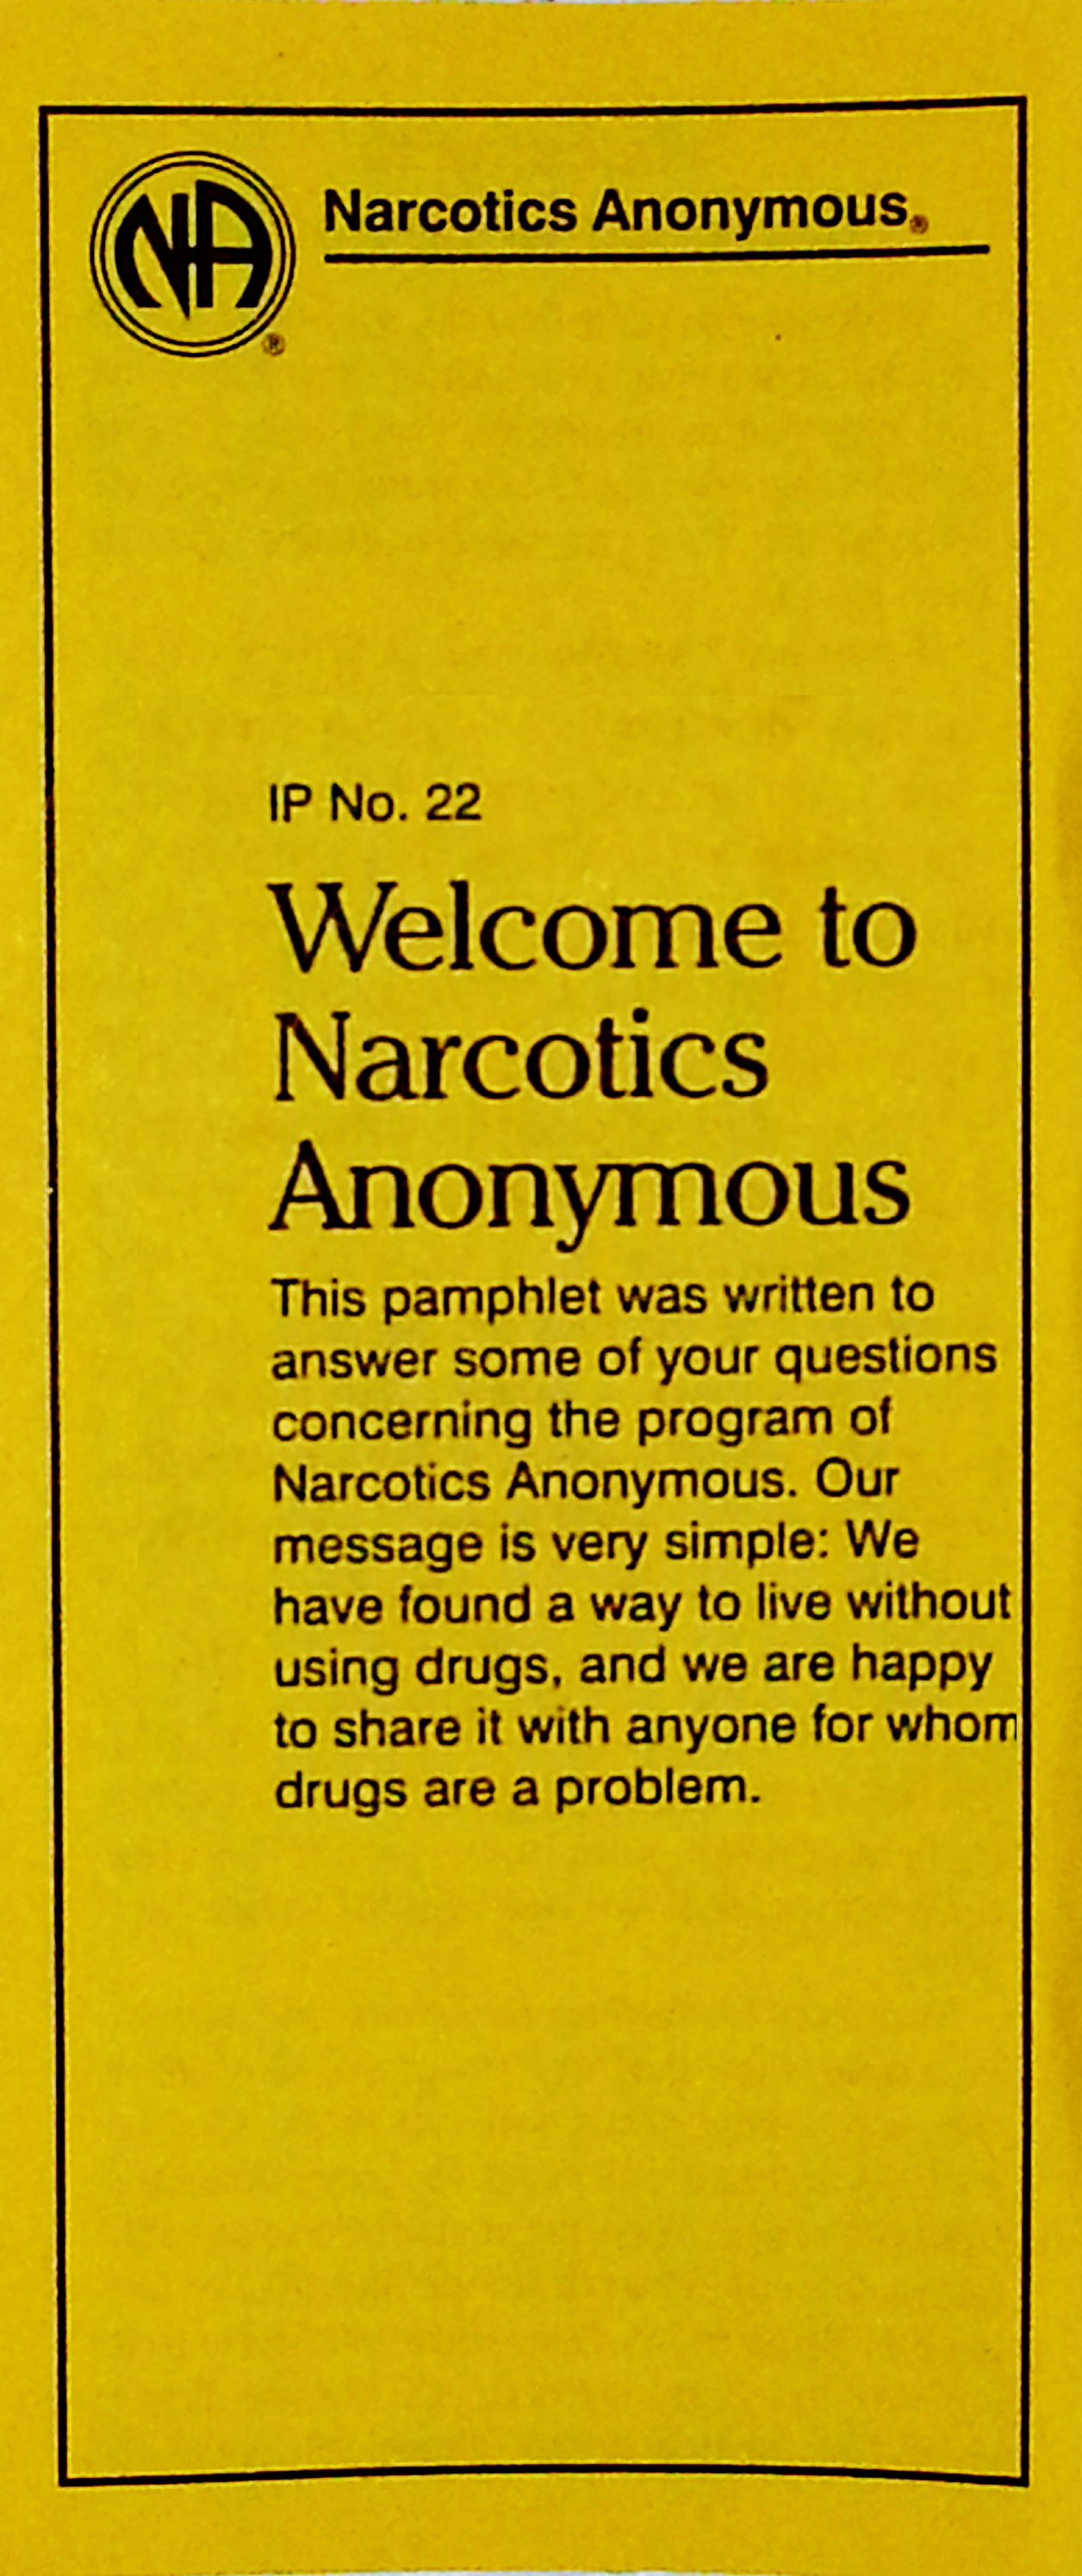 NA
®
Narcotics Anonymous®
IP No. 22
Welcome to
Narcotics
Anonymous
This pamphlet was written to
answer some of your questions
concerning the program of
Narcotics Anonymous. Our
message is very simple: We
have found a way to live without
using drugs, and we are happy
to share it with anyone for whom
drugs are a problem.